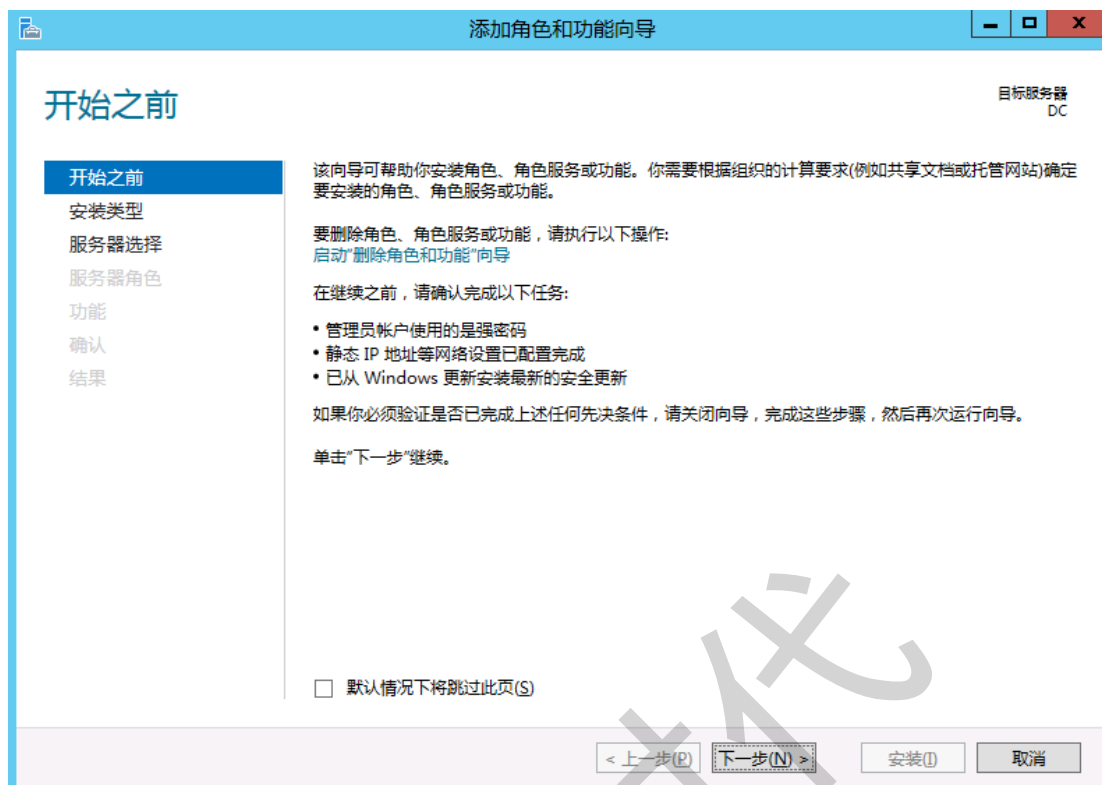 添加角色和功能向导
开始之前
目标服务器
DC
开始之前
安装类型
服务器选择
服务器角色
功能
确认
结果
该向导可帮助你安装角色、角色服务或功能。你需要根据组织的计算要求(例如共享文档或托管网站)确定
要安装的角色、角色服务或功能。
要删除角色、角色服务或功能，请执行以下操作:
启动"删除角色和功能"向导
在继续之前，请确认完成以下任务:
• 管理员帐户使用的是强密码
• 静态 IP 地址等网络设置已配置完成
• 已从 Windows 更新安装最新的安全更新
如果你必须验证是否已完成上述任何先决条件，请关闭向导，完成这些步骤，然后再次运行向导。
单击"下一步"继续。
默认情况下将跳过此页(S)
< 上一步(P) 下一步(N) > 安装(I) 取消